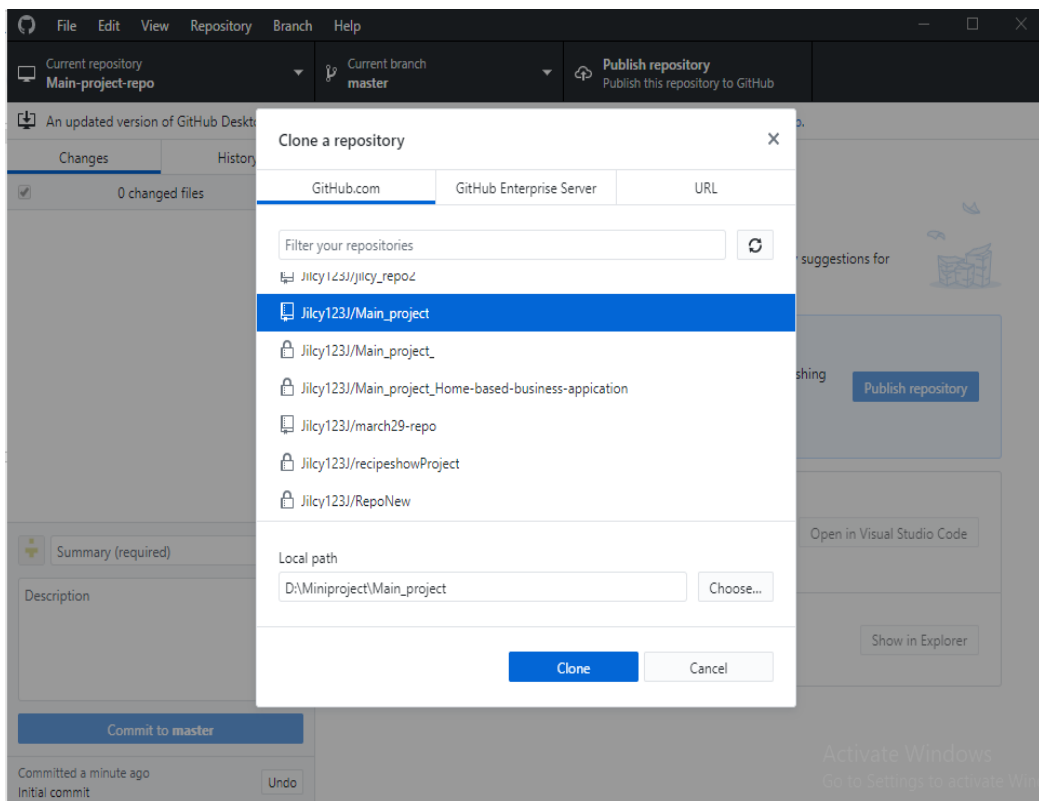 File Edit View Repository Branch Help
Current repository
Main-project-repo
Current branch
master
Publish repository
Publish this repository to GitHub
An updated version of GitHub Deskto
Changes History
0 changed files
Summary (required)
Description
Commit to master
Committed a minute ago
Initial commit
Undo
Clone a repository
GitHub.com GitHub Enterprise Server URL
Filter your repositories
Jilcy123J/jilcy_repo2
Jilcy123J/Main_project
Jilcy123J/Main_project_
Jilcy123J/Main_project_Home-based-business-appication
Jilcy123J/march29-repo
Jilcy123J/recipeshowProject
Jilcy123J/RepoNew
Local path
D:\Miniproject\Main_project
Choose...
Clone Cancel
suggestions for
shing
Publish repository
Open in Visual Studio Code
Show in Explorer
Activate Windows
Go to Settings to activate Win